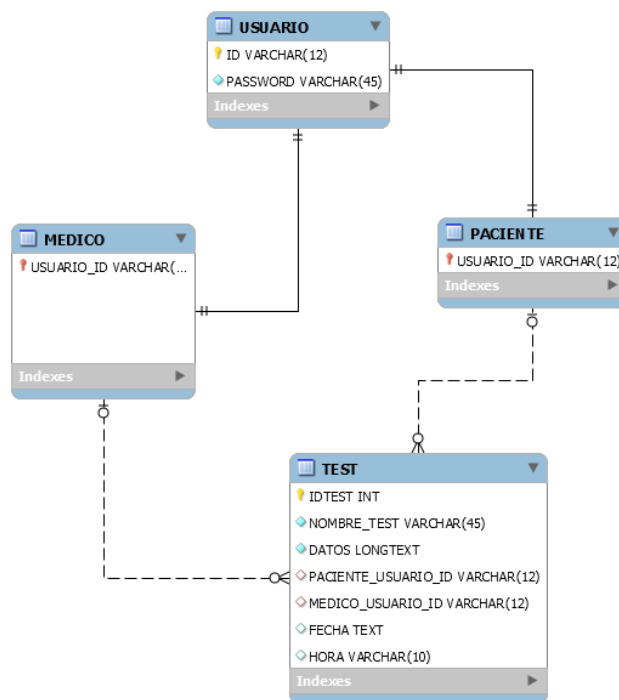 USUARIO
ID VARCHAR(12)
PASSWORD VARCHAR(45)
Indexes
MEDICO
USUARIO_ID VARCHAR(...
Indexes
PACIENTE
USUARIO_ID VARCHAR(12)
Indexes
TEST
IDTEST INT
NOMBRE_TEST VARCHAR(45)
DATOS LONGTEXT
PACIENTE_USUARIO_ID VARCHAR(12)
MEDICO_USUARIO_ID VARCHAR(12)
FECHA TEXT
HORA VARCHAR(10)
Indexes